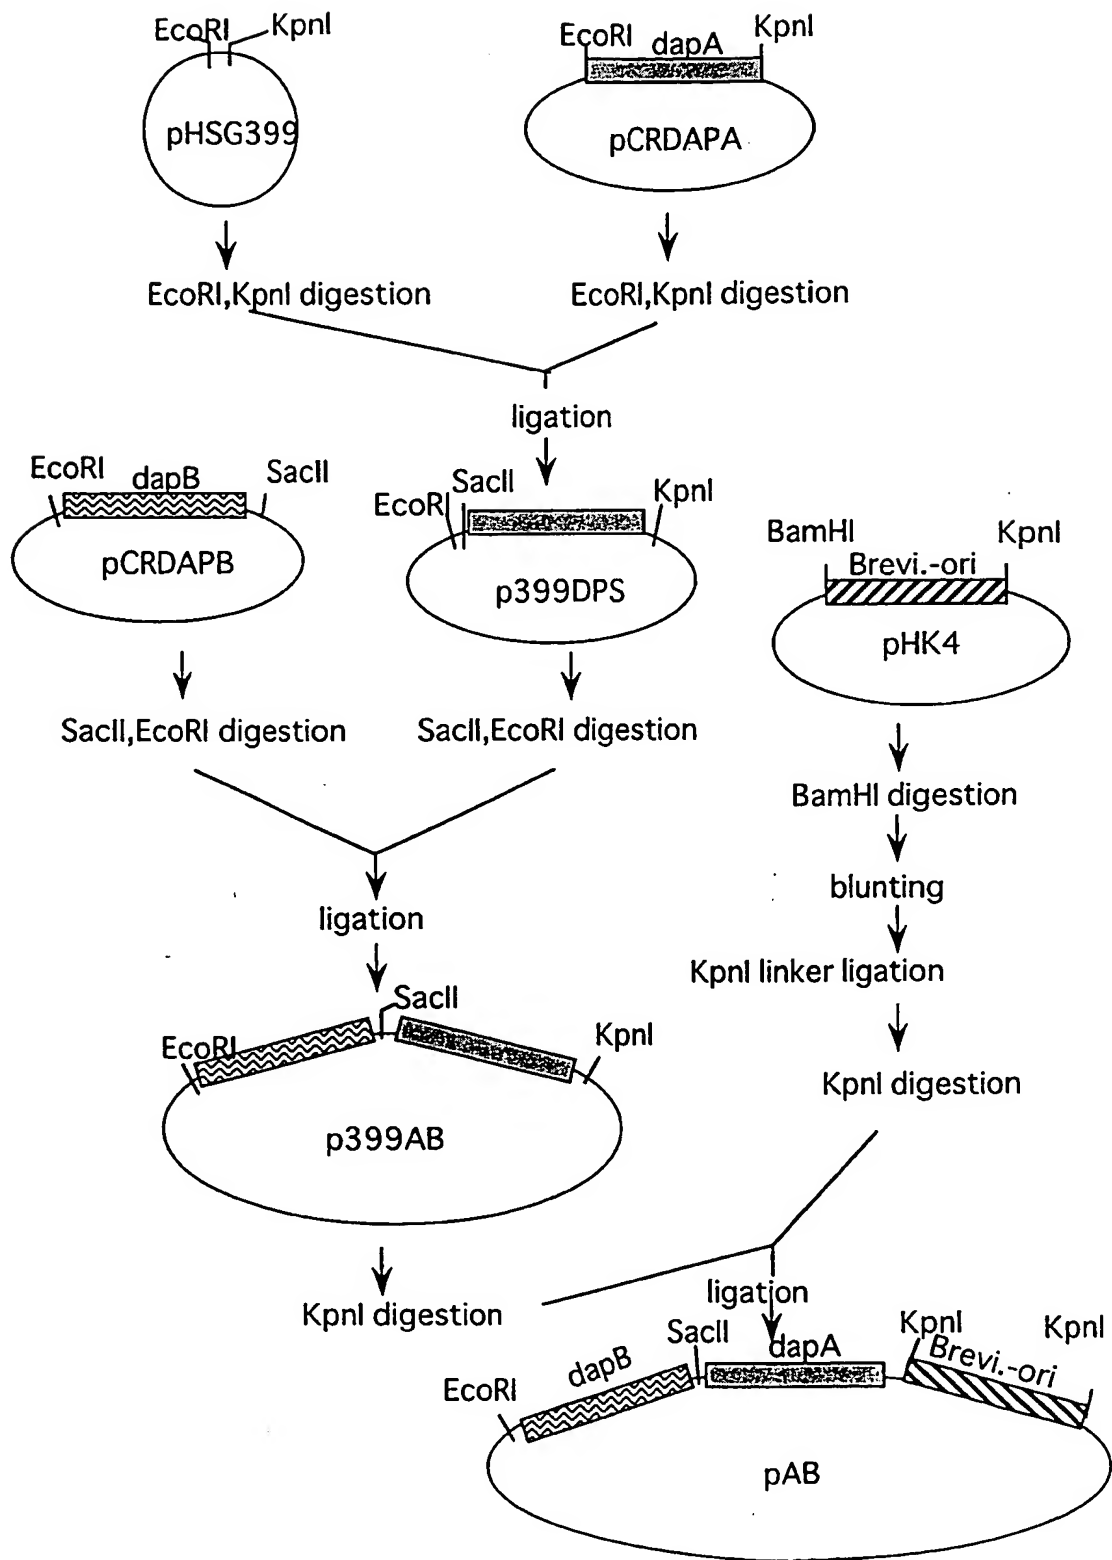 EcoRI
KpnI
EcoRI
dapA
KpnI
pHSG399
pCRDAPA
EcoRI,KpnI digestion
EcoRI,KpnI digestion
ligation
EcoRI
dapB
SacII
EcoRI
SacII
KpnI
BamHI
KpnI
Brevi.-ori
pCRDAPB
p399DPS
pHK4
SacII,EcoRI digestion
SacII,EcoRI digestion
BamHI digestion
blunting
ligation
KpnI linker ligation
SacII
EcoRI
KpnI
KpnI digestion
p399AB
KpnI digestion
ligation
SacII
dapA
KpnI
KpnI
dapB
Brevi.-ori
EcoRI
pAB